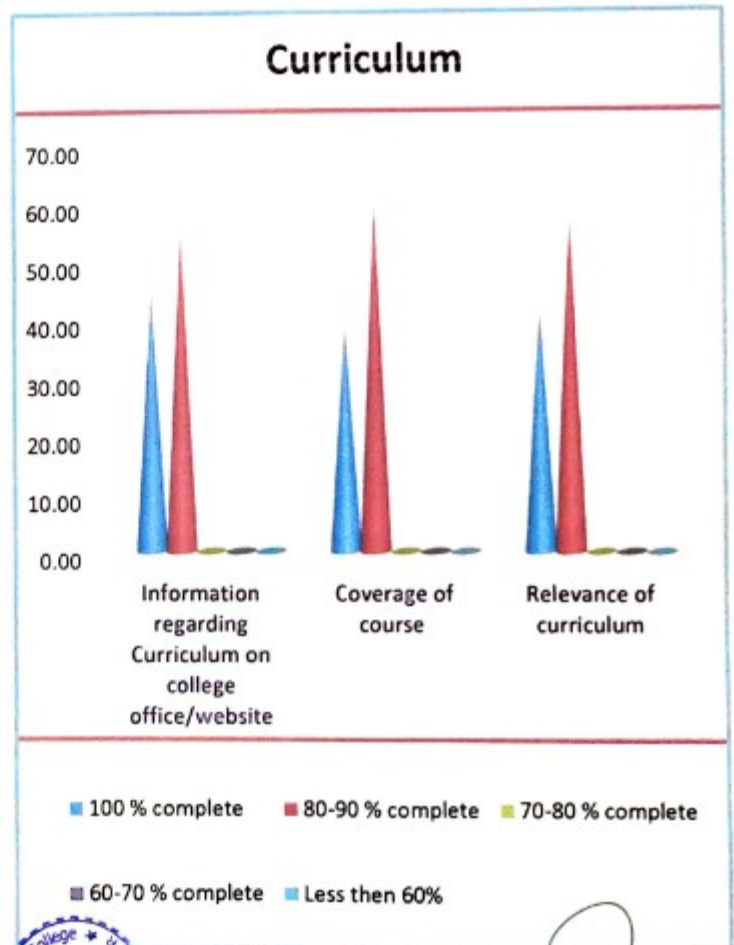 Curriculum
70.00
60.00
50.00
40.00
30.00
20.00
10.00
0.00
Information
regarding
Curriculum on
college
office/website
Coverage of
course
Relevance of
curriculum
100 % complete
80-90 % complete
70-80 % complete
60-70 % complete
Less then 60%
ollege